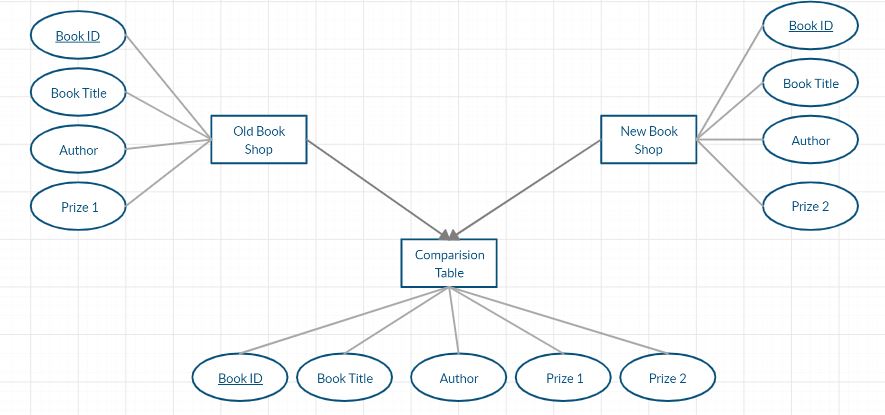 Book ID
Book Title
Author
Prize 1
Old Book
Shop
New Book
Shop
Book ID
Book Title
Author
Prize 2
Comparision
Table
Book ID
Book Title
Author
Prize 1
Prize 2